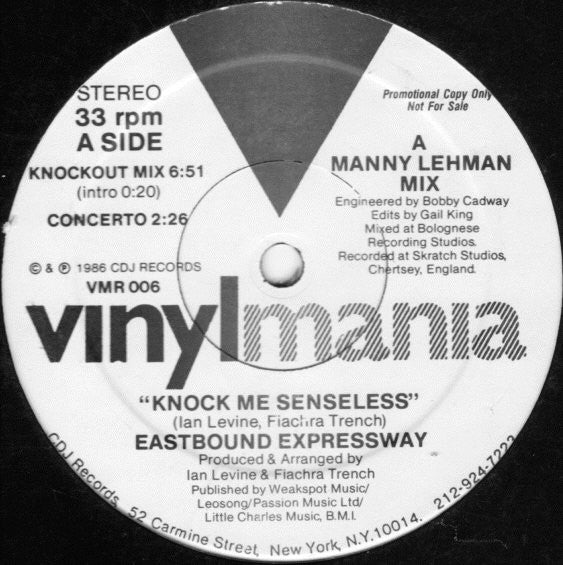 STEREO
33 rpm
A SIDE
KNOCKOUT MIX 6:51
(intro 0:20)
CONCERTO 2:26
© & ℗ 1986 CDJ RECORDS
VMR 006
Promotional Copy Only
Not For Sale
A
MANNY LEHMAN
MIX
Engineered by Bobby Cadway
Edits by Gail King
Mixed at Bolognese
Recording Studios.
Recorded at Skratch Studios,
Chertsey, England.
vinylmania
"KNOCK ME SENSELESS"
(Ian Levine, Fiachra Trench)
EASTBOUND EXPRESSWAY
Produced & Arranged by
Ian Levine & Fiachra Trench
Published by Weakspot Music/
Leosong/Passion Music Ltd/
Little Charles Music, B.M.I.
CDJ Records, 52 Carmine Street, New York, N.Y. 10014. 212-924-7223